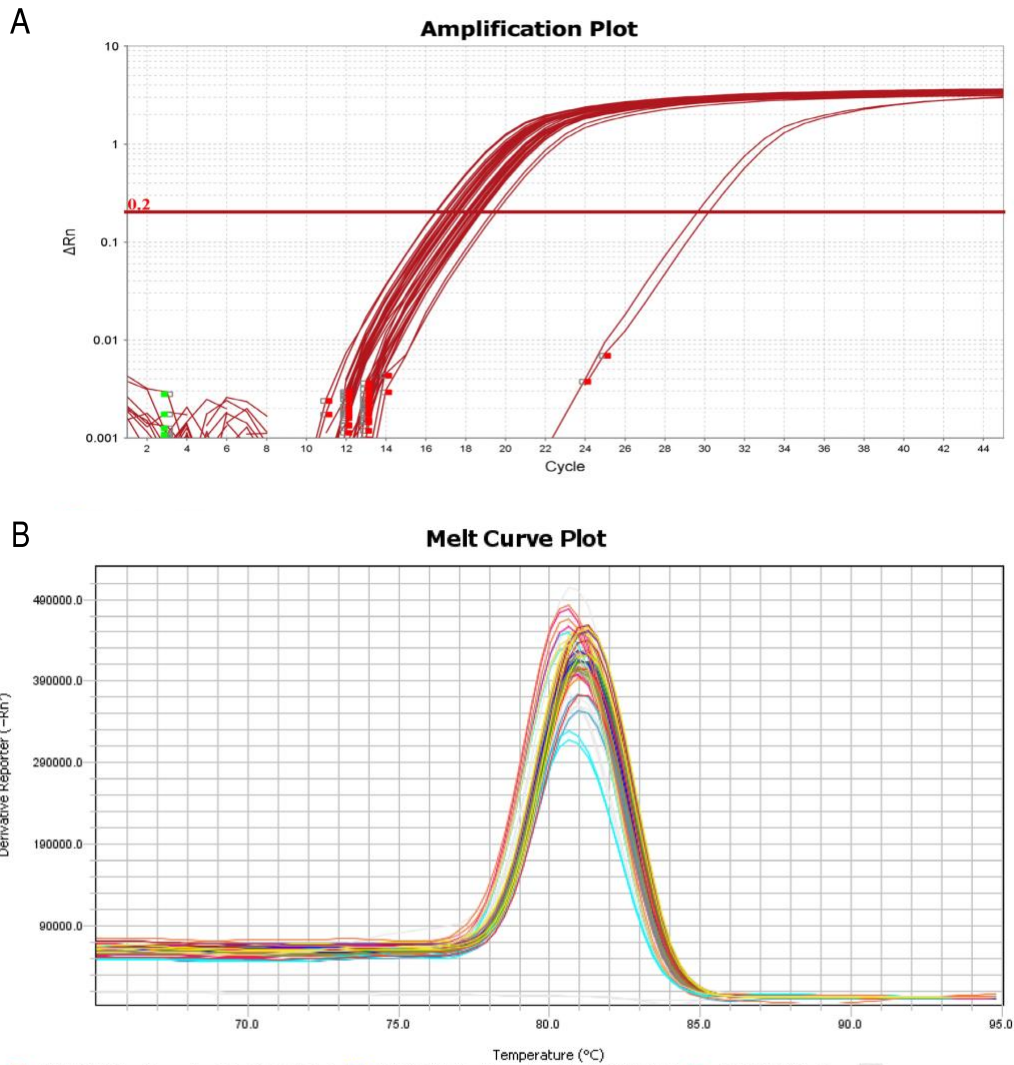 A
Amplification Plot
10
1
0.2
0.1
0.01
0.001
ΔRn
2 4 6 8 10 12 14 16 18 20 22 24 26 28 30 32 34 36 38 40 42 44
Cycle
B
Melt Curve Plot
490000.0
390000.0
290000.0
190000.0
90000.0
Derivative Reporter (−Rn')
70.0 75.0 80.0 85.0 90.0 95.0
Temperature (°C)